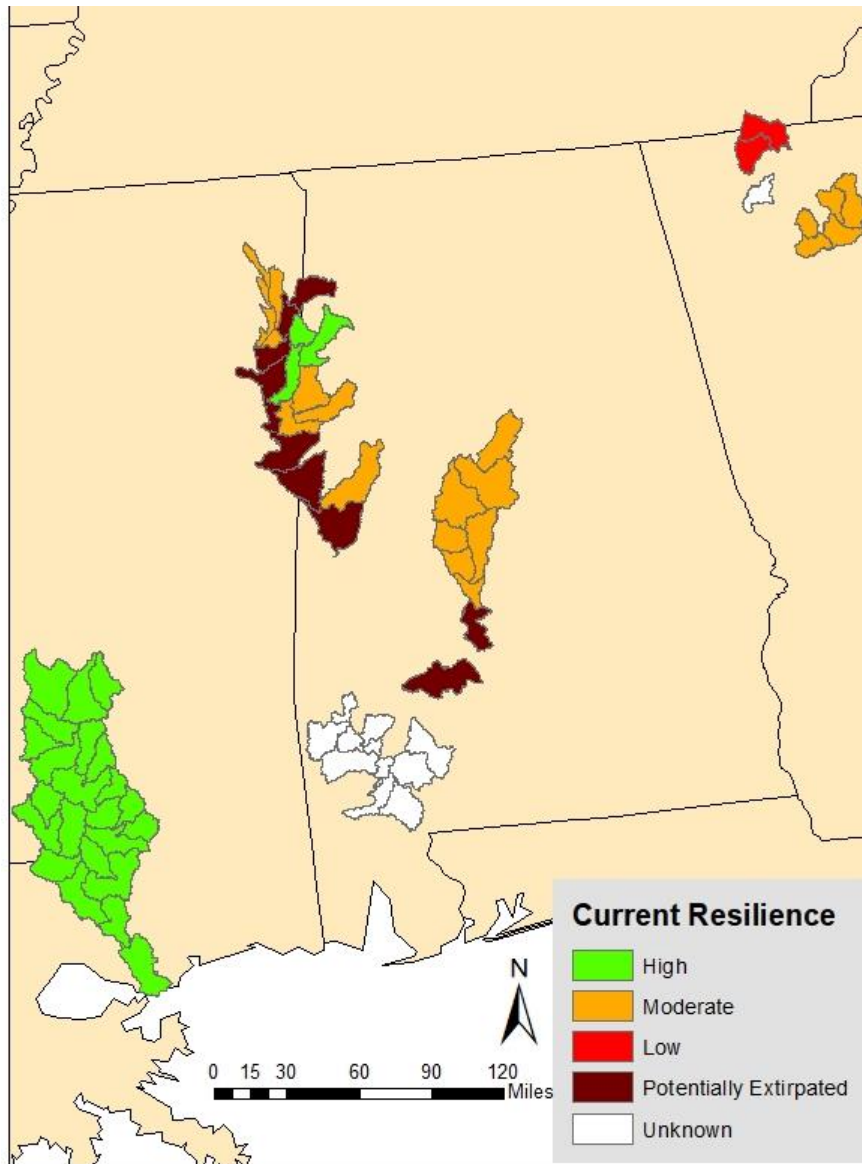 N
0 15 30 60 90 120
Miles
Current Resilience
High
Moderate
Low
Potentially Extirpated
Unknown